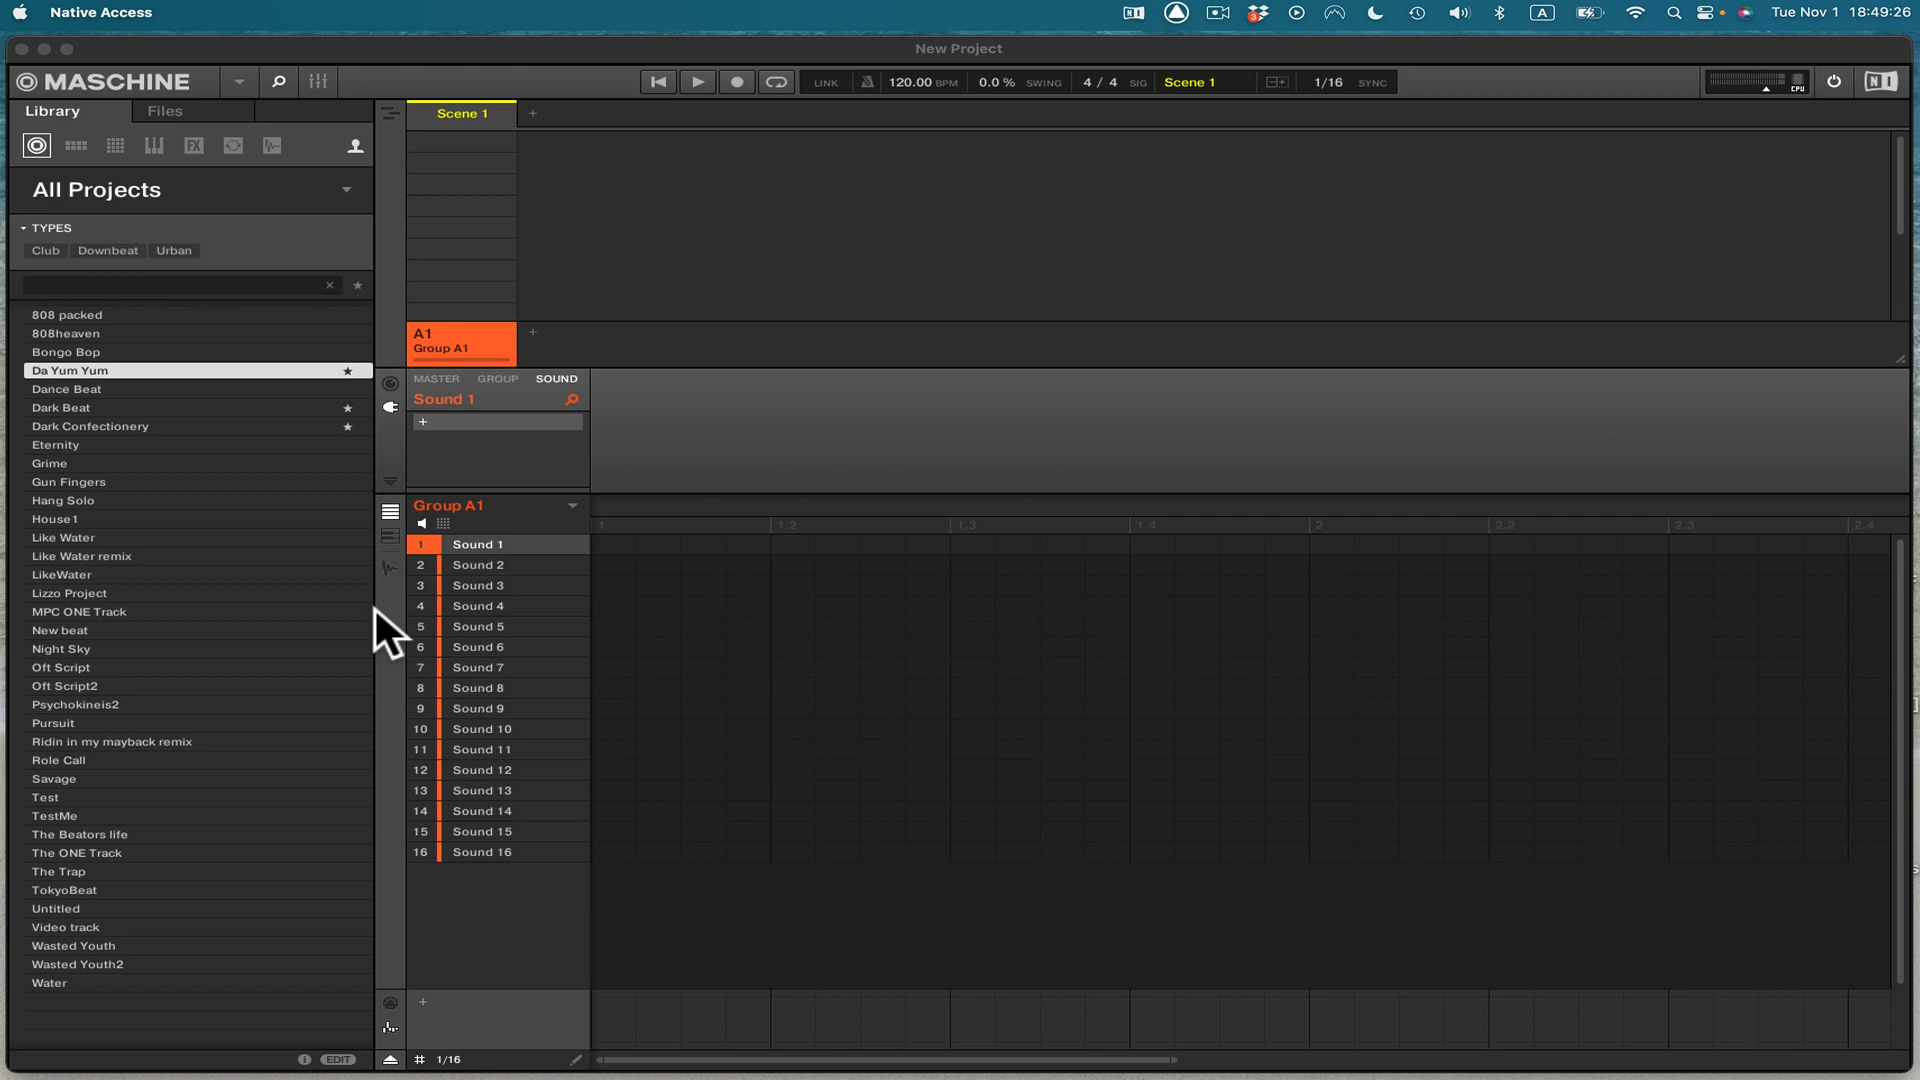 Native Access
3
A
Tue Nov 1 18:49:26
New Project
MASCHINE
LINK
120.00 BPM
0.0 % SWING
4 / 4 SIG
Scene 1
1/16 SYNC
CPU
Library
Files
Scene 1
+
FX
All Projects
TYPES
Club
Downbeat
Urban
808 packed
808heaven
Bongo Bop
Da Yum Yum
Dance Beat
Dark Beat
Dark Confectionery
Eternity
Grime
Gun Fingers
Hang Solo
House1
Like Water
Like Water remix
LikeWater
Lizzo Project
MPC ONE Track
New beat
Night Sky
Oft Script
Oft Script2
Psychokineis2
Pursuit
Ridin in my mayback remix
Role Call
Savage
Test
TestMe
The Beators life
The ONE Track
The Trap
TokyoBeat
Untitled
Video track
Wasted Youth
Wasted Youth2
Water
EDIT
A1
Group A1
+
MASTER
GROUP
SOUND
Sound 1
+
Group A1
1
1.2
1.3
1.4
2
2.2
2.3
2.4
1 Sound 1
2 Sound 2
3 Sound 3
4 Sound 4
5 Sound 5
6 Sound 6
7 Sound 7
8 Sound 8
9 Sound 9
10 Sound 10
11 Sound 11
12 Sound 12
13 Sound 13
14 Sound 14
15 Sound 15
16 Sound 16
+
# 1/16